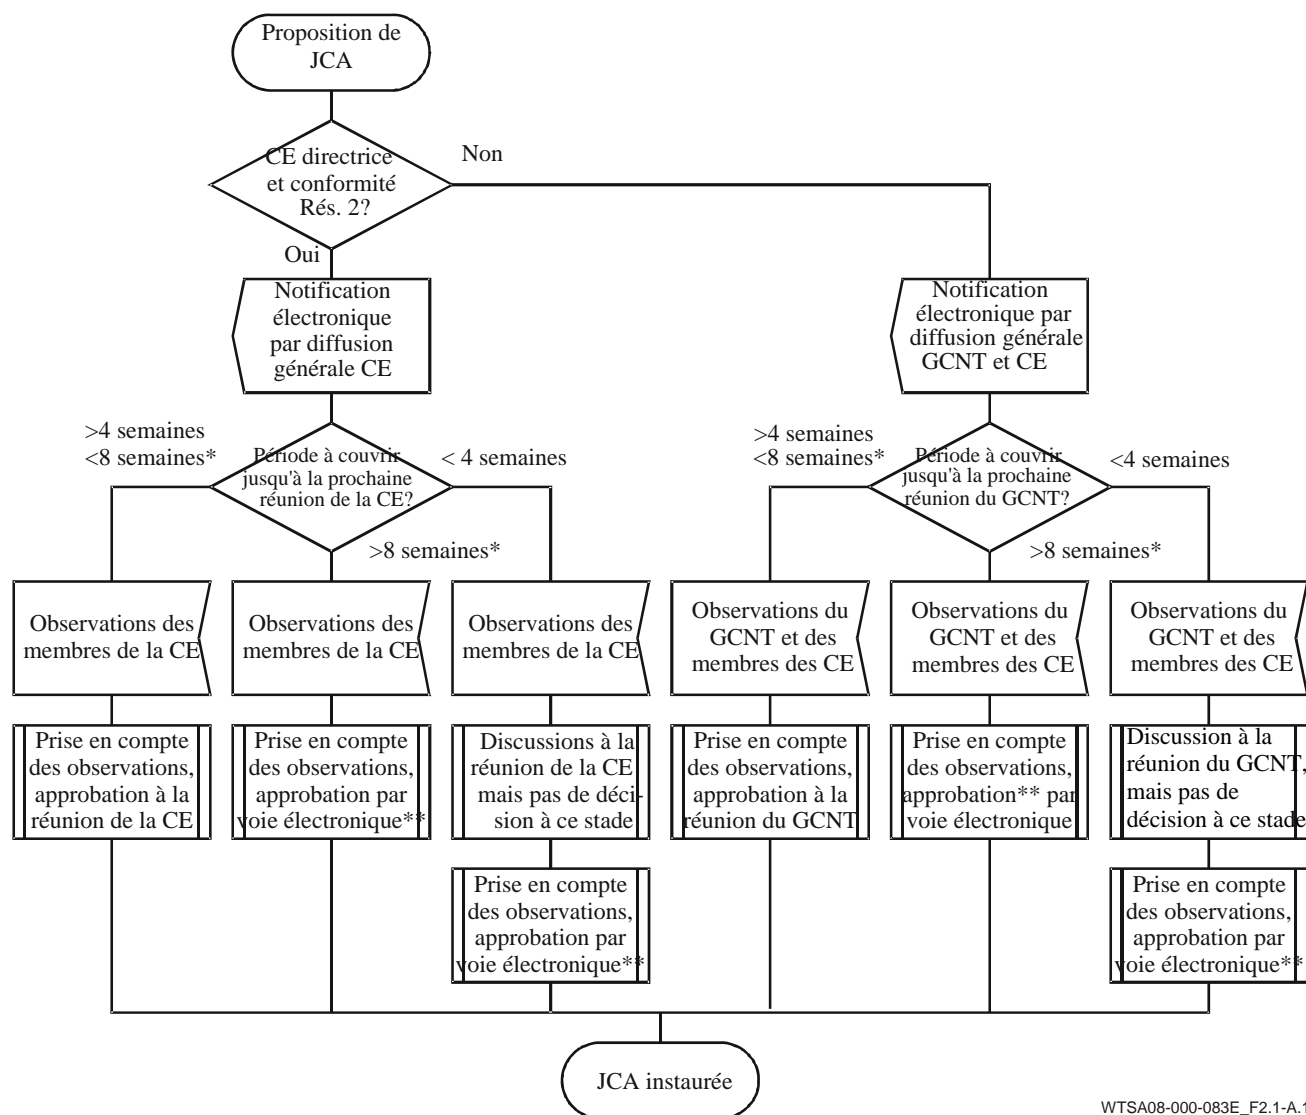 Proposition de
JCA
CE directrice
et conformité
Rés. 2?
Non
Oui
Notification
électronique
par diffusion
générale CE
Notification
électronique par
diffusion générale
GCNT et CE
>4 semaines
<8 semaines*
Période à couvrir
jusqu'à la prochaine
réunion de la CE?
< 4 semaines
>8 semaines*
>4 semaines
<8 semaines*
Période à couvrir
jusqu'à la prochaine
réunion du GCNT?
<4 semaines
>8 semaines*
Observations des
membres de la CE
Observations des
membres de la CE
Observations des
membres de la CE
Observations du
GCNT et des
membres des CE
Observations du
GCNT et des
membres des CE
Observations du
GCNT et des
membres des CE
Prise en compte
des observations,
approbation à la
réunion de la CE
Prise en compte
des observations,
approbation par
voie électronique**
Discussions à la
réunion de la CE
mais pas de déci-
sion à ce stade
Prise en compte
des observations,
approbation à la
réunion du GCNT
Prise en compte
des observations,
approbation** par
voie électronique
Discussion à la
réunion du GCNT,
mais pas de
décision à ce stade
Prise en compte
des observations,
approbation par
voie électronique**
Prise en compte
des observations,
approbation par
voie électronique**
JCA instaurée
WTSA08-000-083E_F2.1-A.1